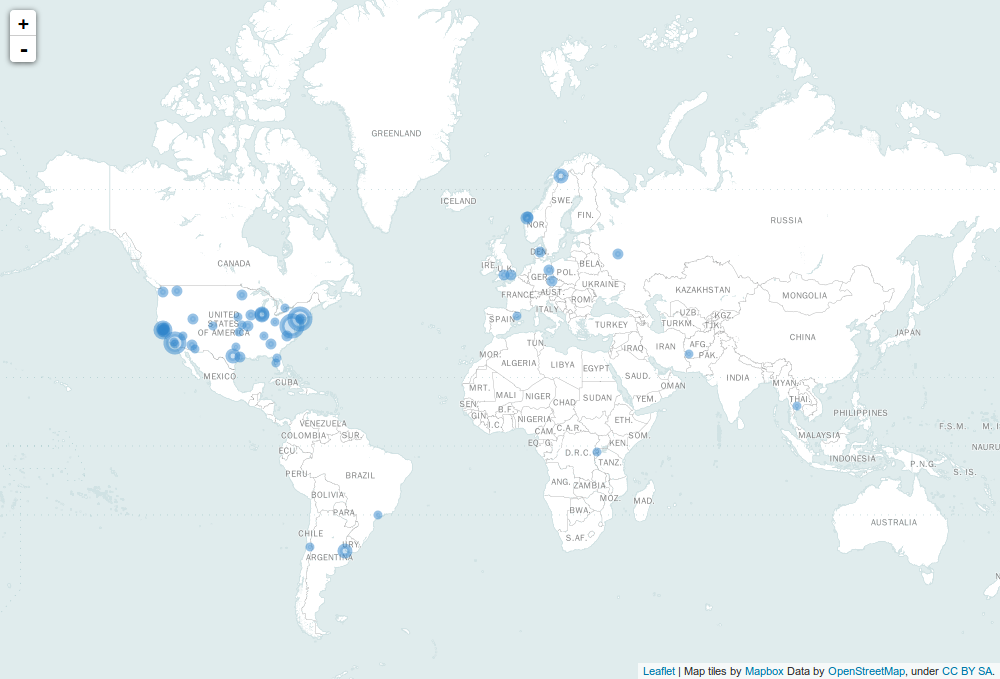 +
-
GREENLAND
ICELAND
SWE.
FIN.
NOR.
RUSSIA
DEN.
CANADA
IRE.
U.K.
BELA.
GER.
POL.
KAZAKHSTAN
UKRAINE
MONGOLIA
FRANCE
AUST.
ROM.
ITALY
UNITED
STATES
OF AMERICA
SPAIN
UZB.
KGZ.
TURKEY
TURKM.
T.JK.
JAPAN
CHINA
TUN.
IRAQ
IRAN
AFG.
MOR.
PAK.
ALGERIA
LIBYA
EGYPT
MEXICO
SAUD.
INDIA
CUBA
OMAN
MYAN.
MRT.
MALI
NIGER
SUDAN
YEM.
THAI.
SEN.
CHAD
B.F.
GIN.
PHILIPPINES
VENEZUELA
NIGERIA
ETH.
I.C.
F.S.M.
M. I.
COLOMBIA
SUR.
CAM.
C.A.R.
SOM.
MALAYSIA
EQ. G.
KEN.
NAURU
ECU.
D.R.C.
INDONESIA
TANZ.
P.N.G.
S. IS.
PERU
BRAZIL
ANG.
ZAMBIA
BOLIVIA
MOZ.
MAD.
PARA.
BWA.
AUSTRALIA
CHILE
S.AF.
URY.
ARGENTINA
N
Leaflet | Map tiles by Mapbox Data by OpenStreetMap, under CC BY SA.